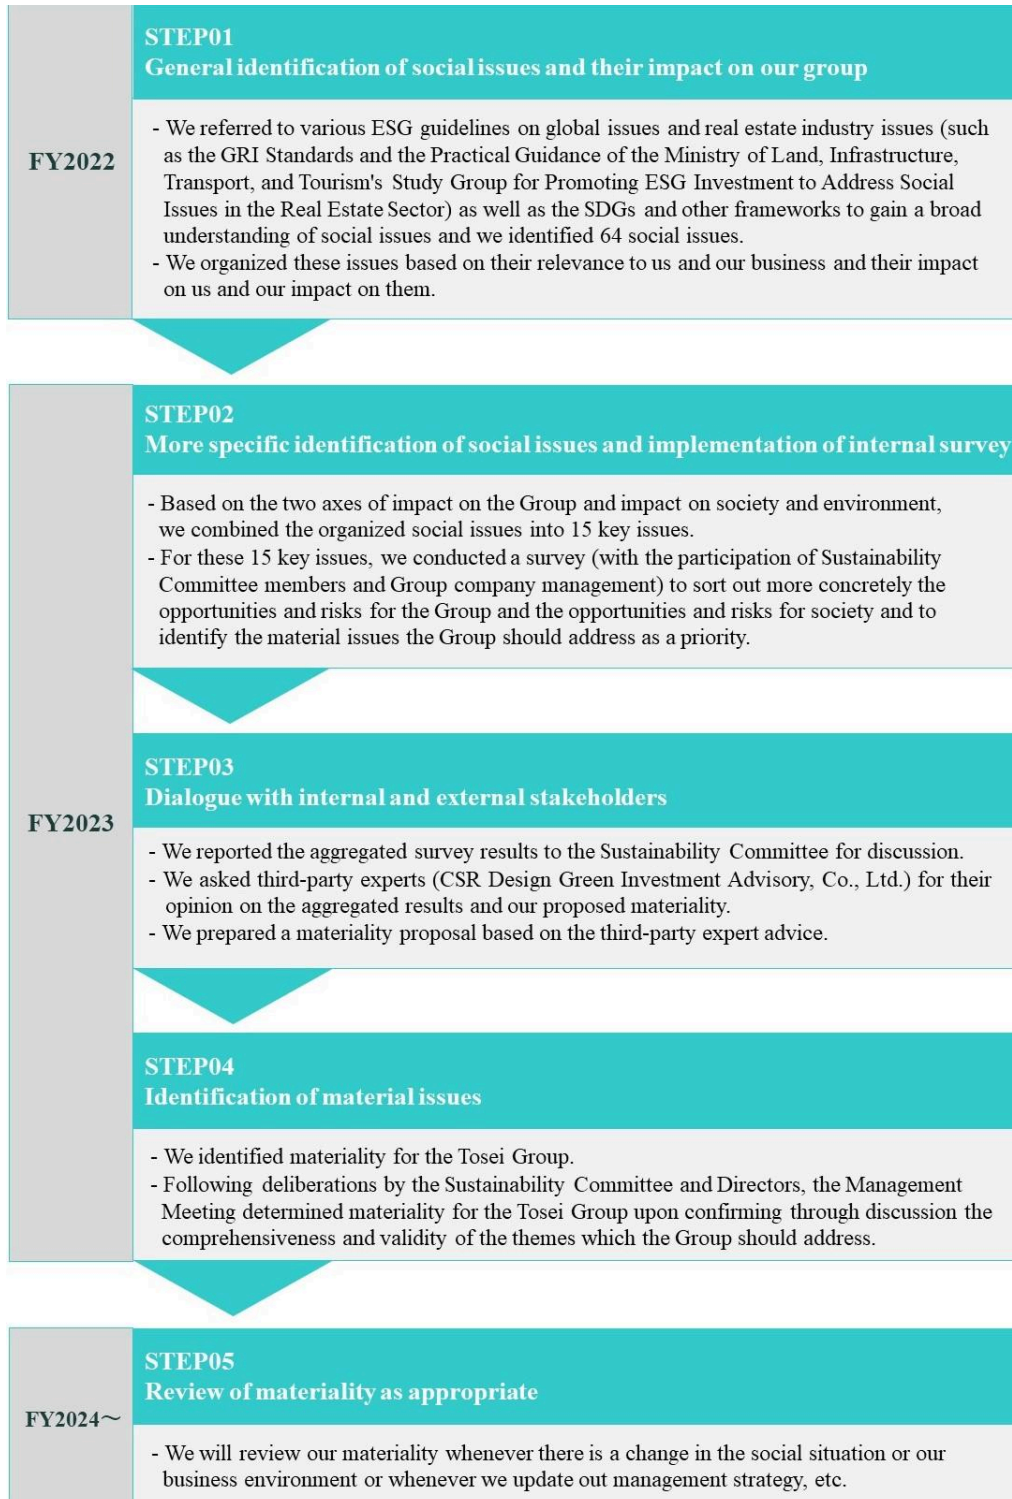 STEP01
General identification of social issues and their impact on our group
FY2022
- We referred to various ESG guidelines on global issues and real estate industry issues (such
as the GRI Standards and the Practical Guidance of the Ministry of Land, Infrastructure,
Transport, and Tourism's Study Group for Promoting ESG Investment to Address Social
Issues in the Real Estate Sector) as well as the SDGs and other frameworks to gain a broad
understanding of social issues and we identified 64 social issues.
- We organized these issues based on their relevance to us and our business and their impact
on us and our impact on them.
FY2023
STEP02
More specific identification of social issues and implementation of internal survey
- Based on the two axes of impact on the Group and impact on society and environment,
we combined the organized social issues into 15 key issues.
- For these 15 key issues, we conducted a survey (with the participation of Sustainability
Committee members and Group company management) to sort out more concretely the
opportunities and risks for the Group and the opportunities and risks for society and to
identify the material issues the Group should address as a priority.
STEP03
Dialogue with internal and external stakeholders
- We reported the aggregated survey results to the Sustainability Committee for discussion.
- We asked third-party experts (CSR Design Green Investment Advisory, Co., Ltd.) for their
opinion on the aggregated results and our proposed materiality.
- We prepared a materiality proposal based on the third-party expert advice.
STEP04
Identification of material issues
- We identified materiality for the Tosei Group.
- Following deliberations by the Sustainability Committee and Directors, the Management
Meeting determined materiality for the Tosei Group upon confirming through discussion the
comprehensiveness and validity of the themes which the Group should address.
FY2024~
STEP05
Review of materiality as appropriate
- We will review our materiality whenever there is a change in the social situation or our
business environment or whenever we update out management strategy, etc.